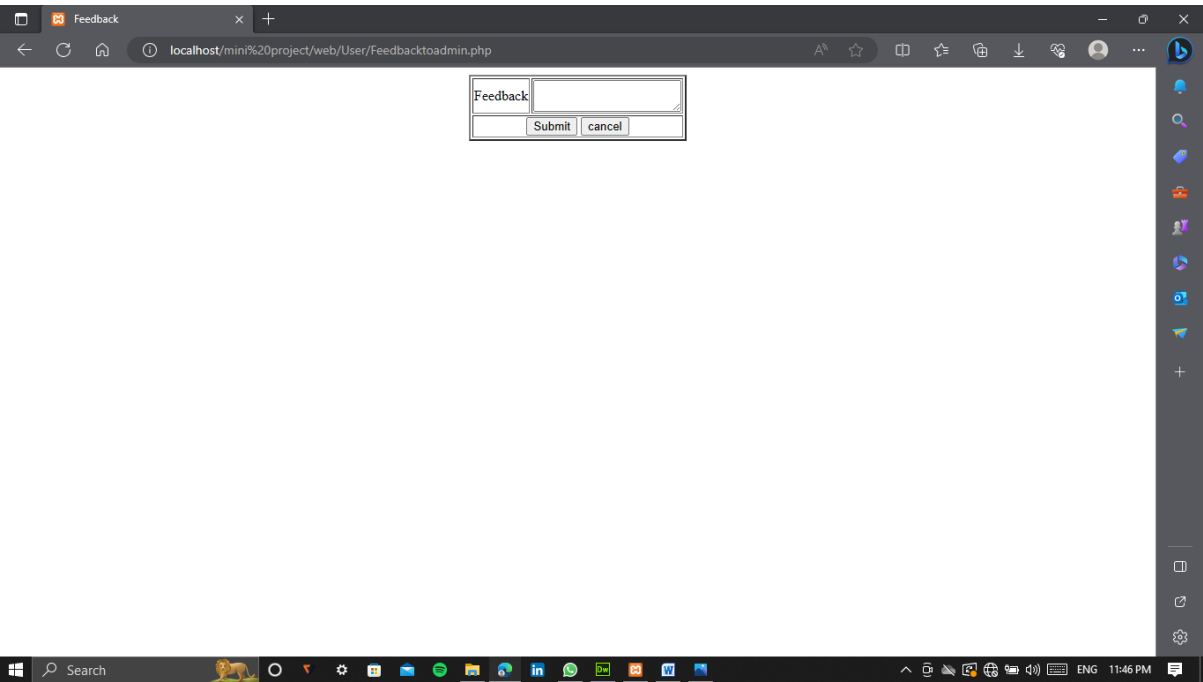 Feedback
localhost/mini%20project/web/User/Feedbacktoadmin.php
Feedback
Submit cancel
Search ENG 11:46 PM